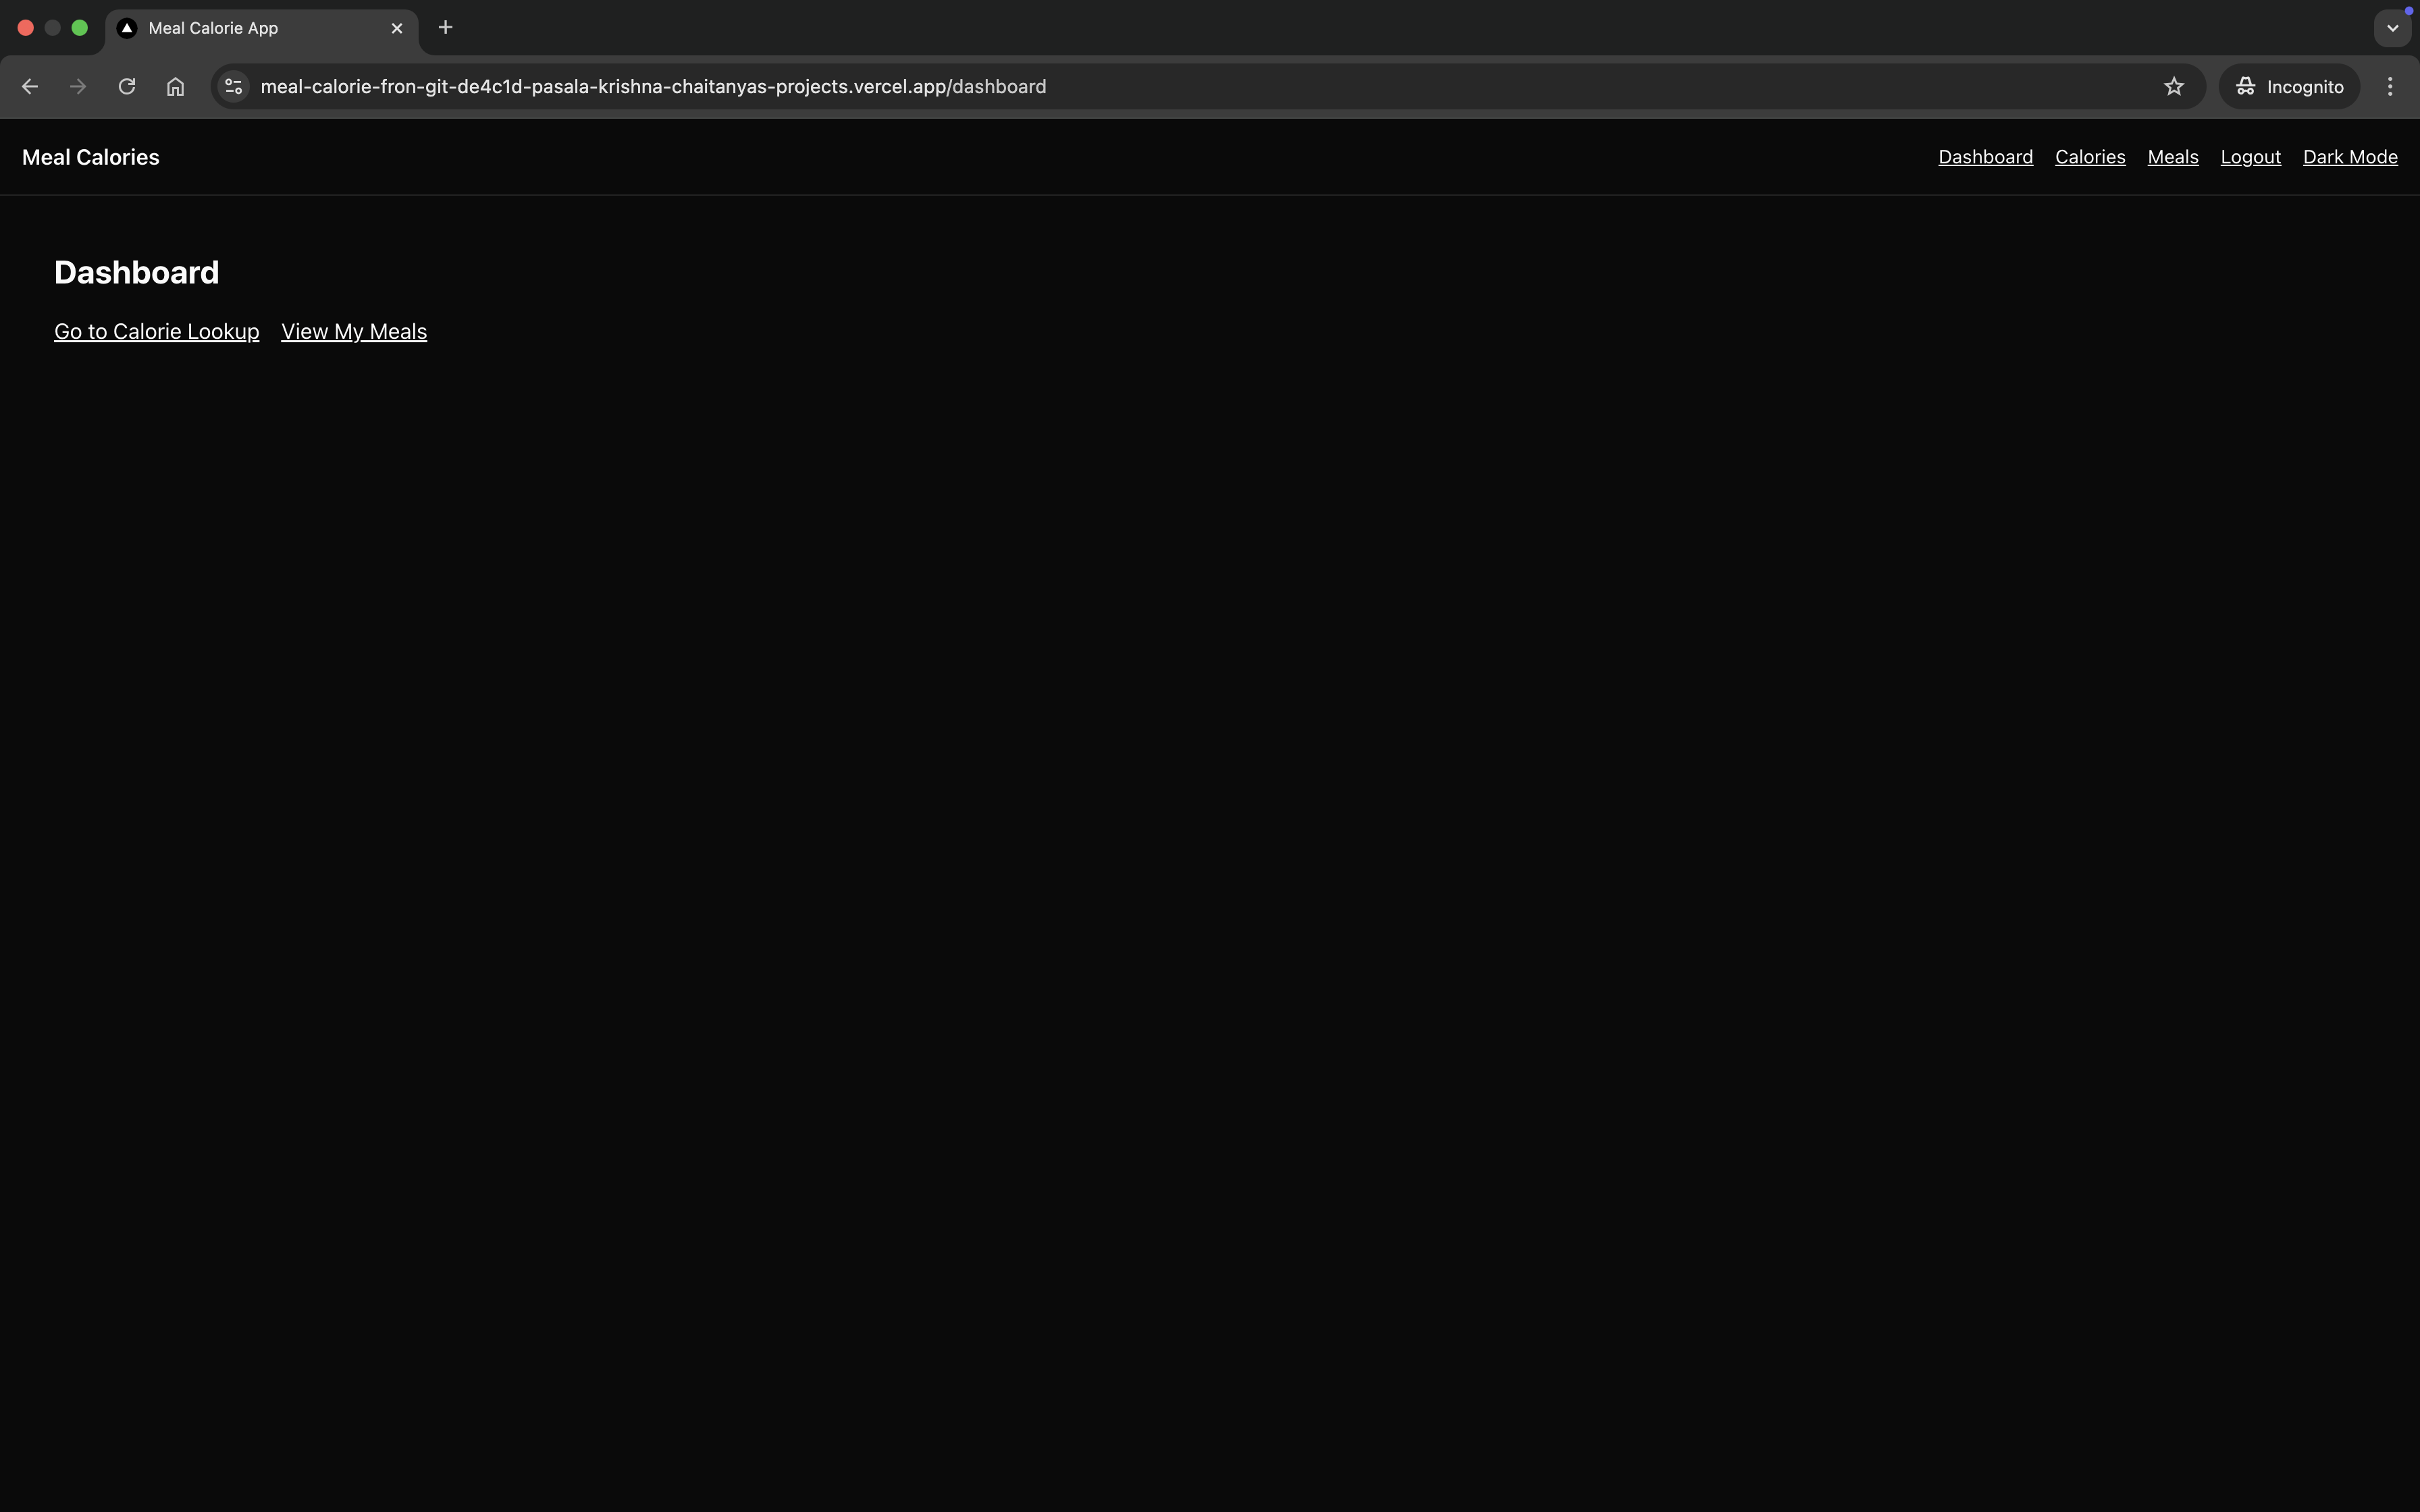 Meal Calorie App
meal-calorie-fron-git-de4c1d-pasala-krishna-chaitanyas-projects.vercel.app/dashboard
Incognito
Meal Calories
Dashboard Calories Meals Logout Dark Mode
Dashboard
Go to Calorie Lookup View My Meals